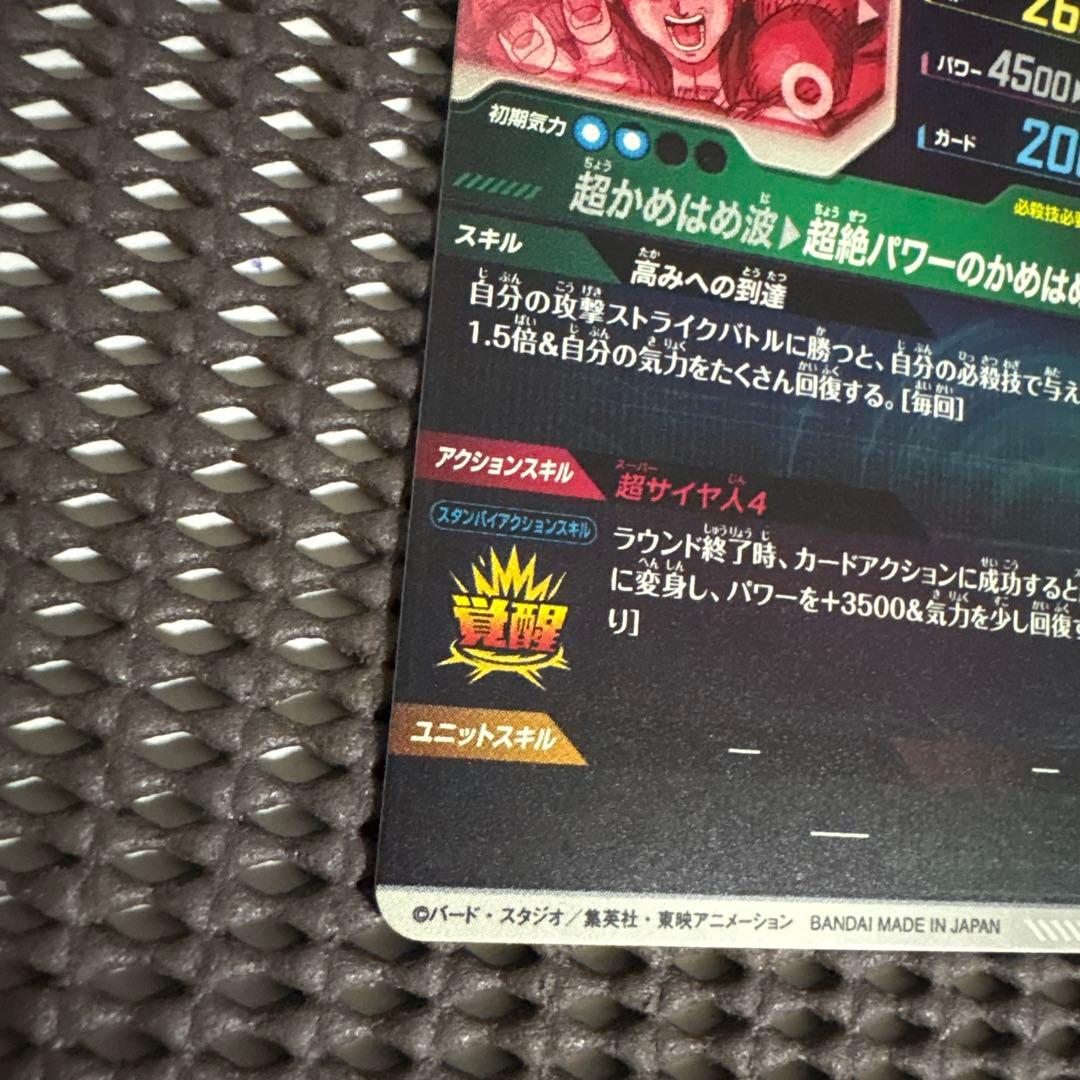 26
パワー 4500▶
ガード 200
初期気力
必殺技必要
超かめはめ波▶超絶パワーのかめはめ
スキル
高みへの到達
自分の攻撃ストライクバトルに勝つと、自分の必殺技で与え
1.5倍&自分の気力をたくさん回復する。[毎回]
アクションスキル
超サイヤ人4
スタンバイアクションスキル
ラウンド終了時、カードアクションに成功すると
に変身し、パワーを+3500&気力を少し回復す
り]
覚醒
ユニットスキル
©バード・スタジオ/集英社・東映アニメーション BANDAI MADE IN JAPAN